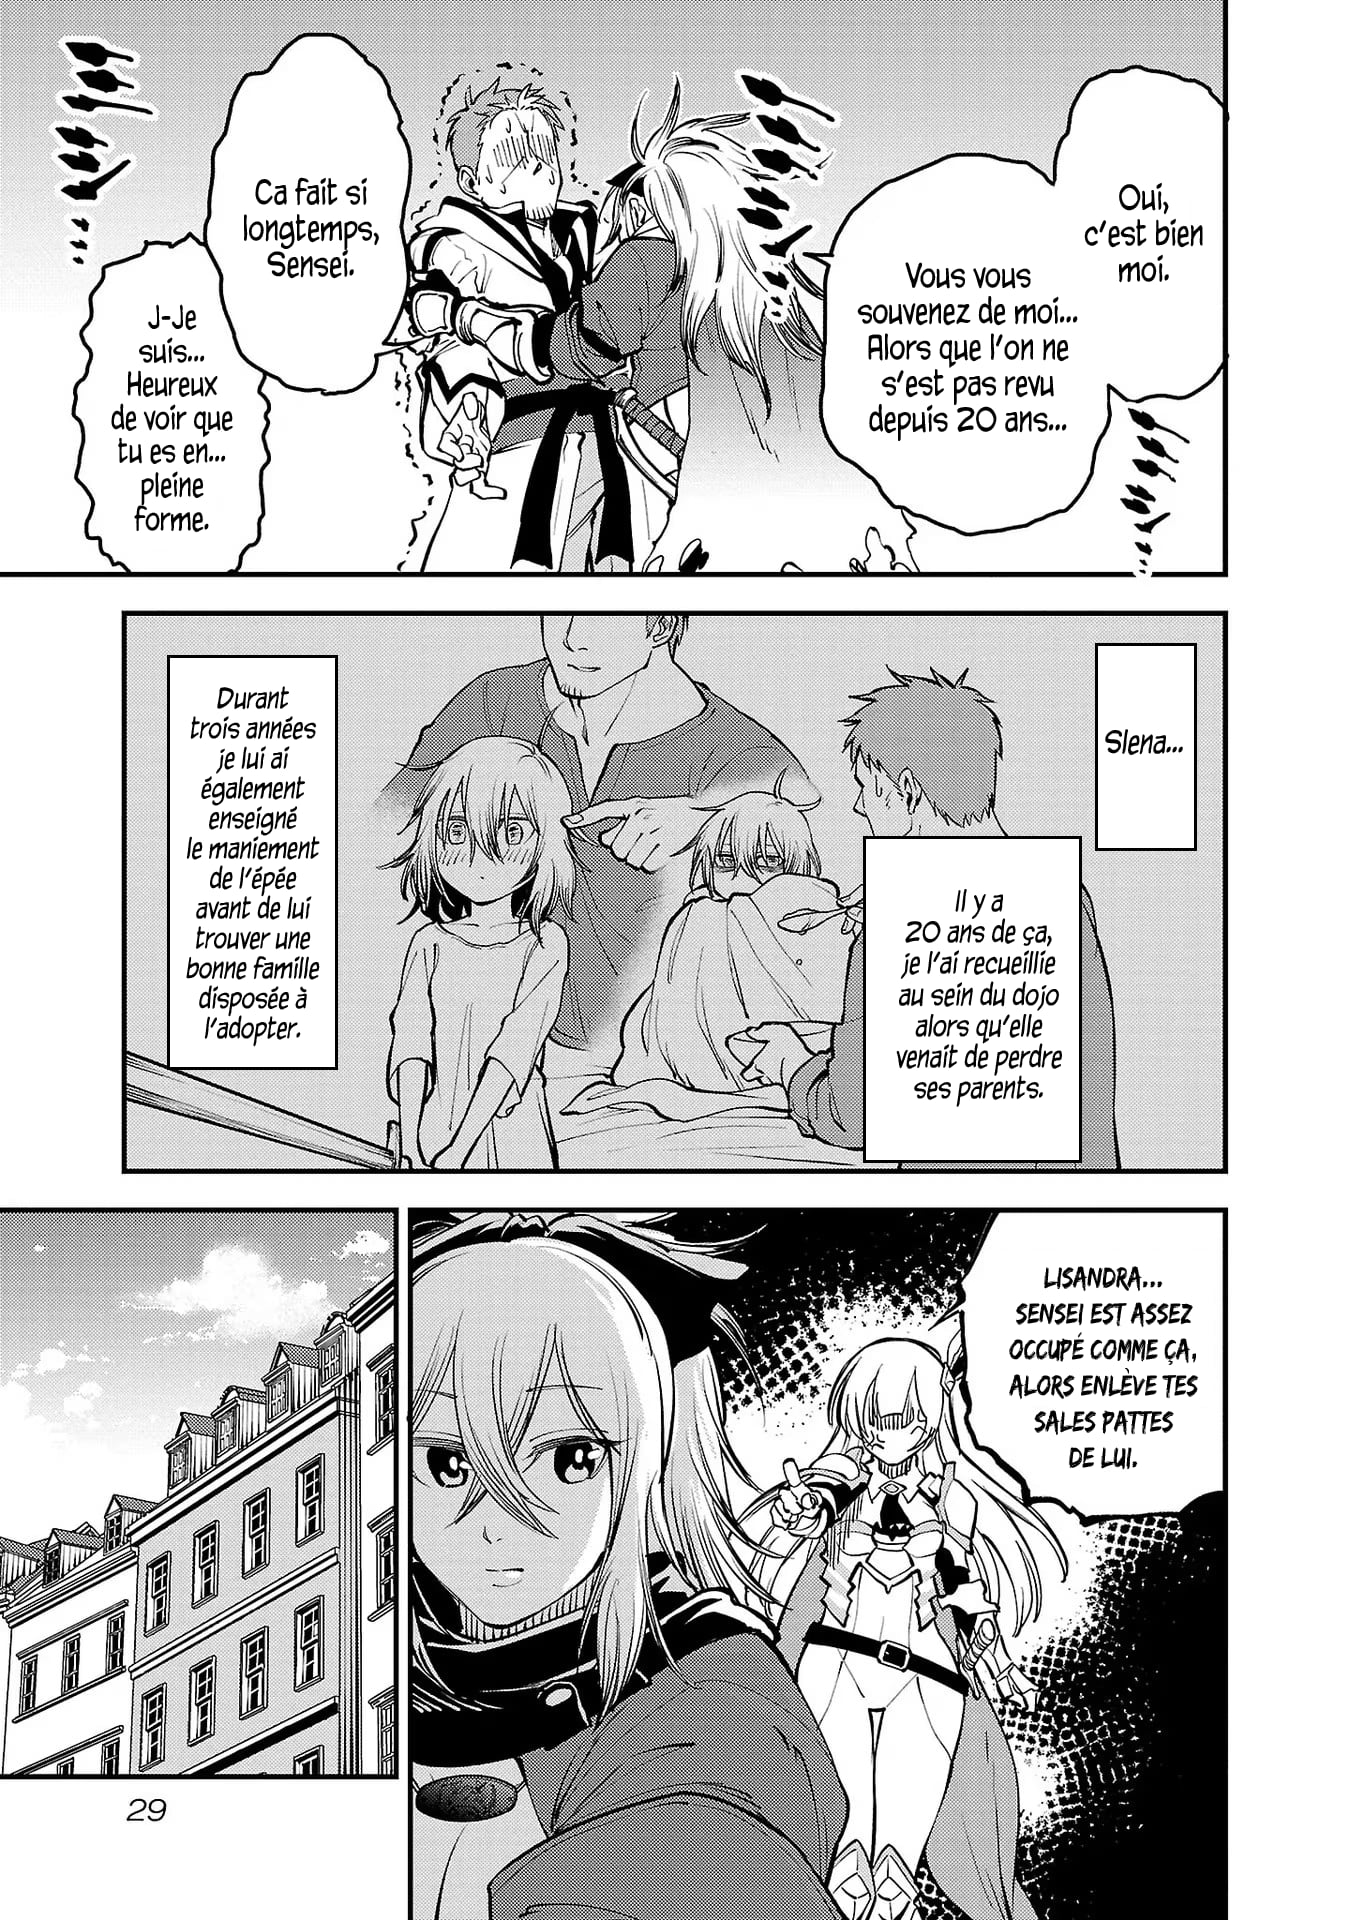 Oui,
c'est bien
moi.
Vous vous
souvenez de moi...
Alors que l'on ne
s'est pas revu
depuis 20 ans...
Ca fait si
longtemps,
Sensei.
J-Je
suis...
Heureux
de voir que
tu es en...
pleine
forme.
Slena...
Il y a
20 ans de ça,
je l'ai recueillie
au sein du dojo
alors qu'elle
venait de perdre
ses parents.
Durant
trois années
je lui ai
également
enseigné
le maniement
de l'épée
avant de lui
trouver une
bonne famille
disposée à
l'adopter.
LISANDRA...
SENSEI EST ASSEZ
OCCUPÉ COMME ÇA,
ALORS ENLÈVE TES
SALES PATTES
DE LUI.
29